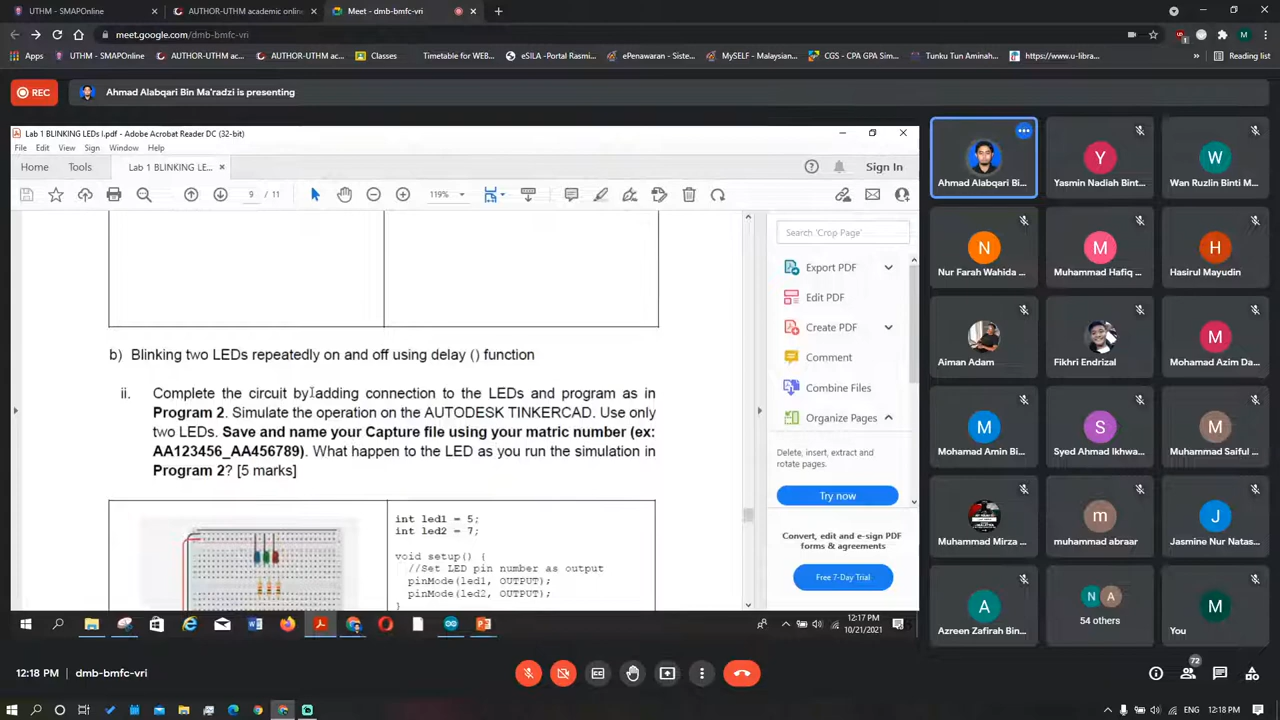 UTHM - SMAPOnline
AUTHOR-UTHM academic online
Meet - dmb-bmfc-vri
meet.google.com/dmb-bmfc-vri
Apps
UTHM - SMAPOnline
AUTHOR-UTHM ac...
AUTHOR-UTHM ac...
Classes
Timetable for WEB...
eSILA -Portal Rasmi...
ePenawaran - Siste...
MySELF - Malaysian...
CGS - CPA GPA Sim...
Tunku Tun Aminah...
https://www.u-libra...
»
Reading list
REC
Ahmad Alabqari Bin Ma'radzi is presenting
Lab 1 BLINKING LEDs I.pdf - Adobe Acrobat Reader DC (32-bit)
File Edit View Sign Window Help
Home Tools Lab 1 BLINKING LE... Sign In
9 / 11 119%
b) Blinking two LEDs repeatedly on and off using delay () function
ii. Complete the circuit by adding connection to the LEDs and program as in
Program 2. Simulate the operation on the AUTODESK TINKERCAD. Use only
two LEDs. Save and name your Capture file using your matric number (ex:
AA123456_AA456789). What happen to the LED as you run the simulation in
Program 2? [5 marks]
int led1 = 5;
int led2 = 7;
void setup() {
//Set LED pin number as output
pinMode(led1, OUTPUT);
pinMode(led2, OUTPUT);
}
Search 'Crop Page'
Export PDF
Edit PDF
Create PDF
Comment
Combine Files
Organize Pages
Delete, insert, extract and
rotate pages.
Try now
Convert, edit and e-sign PDF
forms & agreements
Free 7-Day Trial
12:17 PM
10/21/2021
Ahmad Alabqari Bi...
Y
Yasmin Nadiah Bint...
W
Wan Ruzlin Binti M...
N
Nur Farah Wahida ...
M
Muhammad Hafiq ...
H
Hasirul Mayudin
Aiman Adam
Fikhri Endrizal
M
Mohamad Azim Da...
M
Mohamad Amin Bi...
S
Syed Ahmad Ikhwa...
M
Muhammad Saiful ...
Muhammad Mirza ...
m
muhammad abraar
J
Jasmine Nur Natas...
A
Azreen Zafirah Bin...
N A
54 others
M
You
12:18 PM dmb-bmfc-vri
72
ENG 12:18 PM